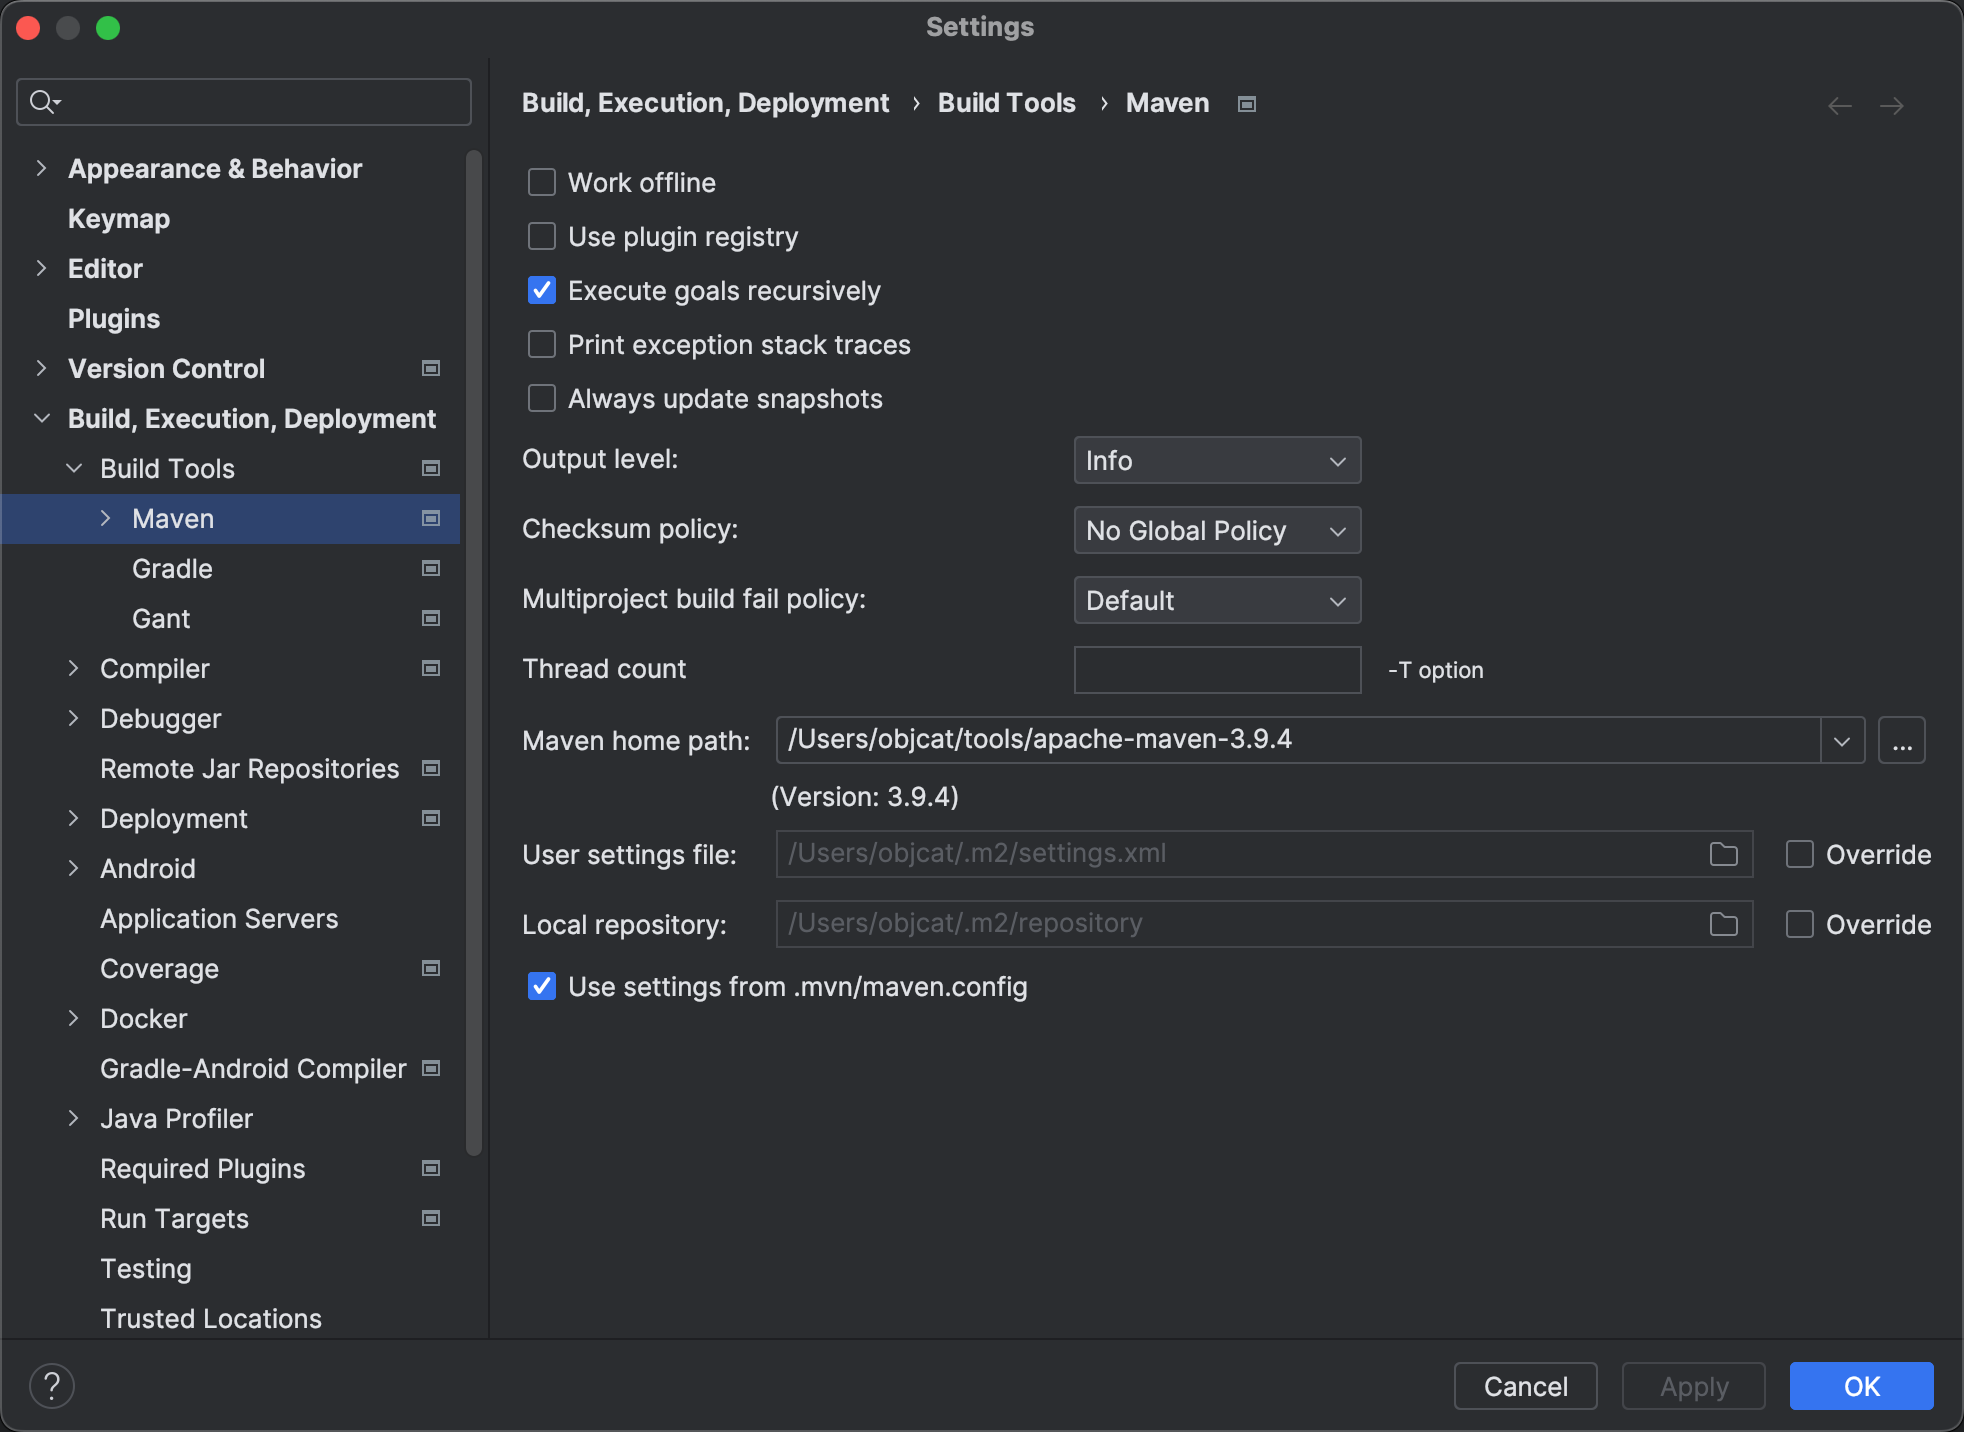 Settings
Appearance & Behavior
Keymap
Editor
Plugins
Version Control
Build, Execution, Deployment
Build Tools
Maven
Gradle
Gant
Compiler
Debugger
Remote Jar Repositories
Deployment
Android
Application Servers
Coverage
Docker
Gradle-Android Compiler
Java Profiler
Required Plugins
Run Targets
Testing
Trusted Locations
Build, Execution, Deployment › Build Tools › Maven
Work offline
Use plugin registry
Execute goals recursively
Print exception stack traces
Always update snapshots
Output level: Info
Checksum policy: No Global Policy
Multiproject build fail policy: Default
Thread count -T option
Maven home path: /Users/objcat/tools/apache-maven-3.9.4 ...
(Version: 3.9.4)
User settings file: /Users/objcat/.m2/settings.xml Override
Local repository: /Users/objcat/.m2/repository Override
Use settings from .mvn/maven.config
? Cancel Apply OK